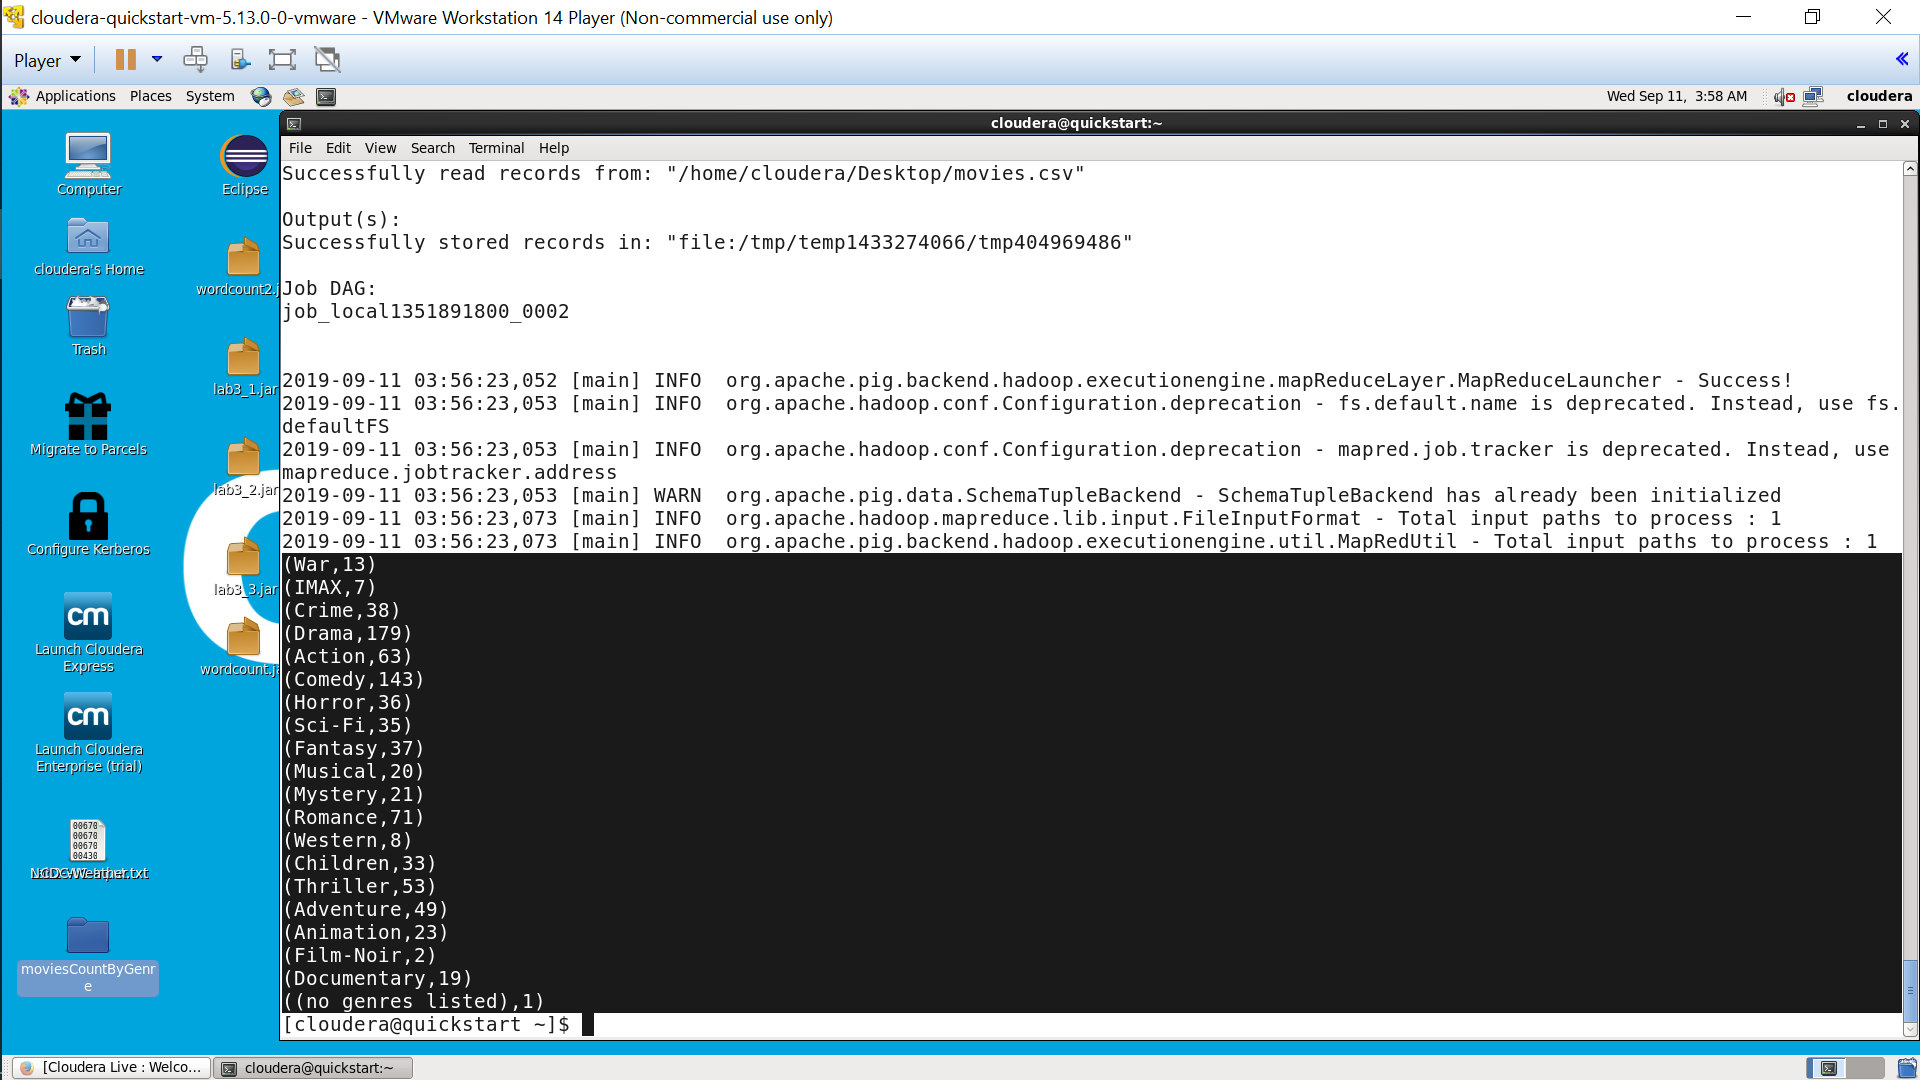 cloudera-quickstart-vm-5.13.0-0-vmware - VMware Workstation 14 Player (Non-commercial use only)
Player
Applications Places System
Wed Sep 11, 3:58 AM
cloudera
cloudera@quickstart:~
File Edit View Search Terminal Help
Computer
cloudera's Home
Trash
Migrate to Parcels
Configure Kerberos
cm
Launch Cloudera
Express
cm
Launch Cloudera
Enterprise (trial)
00670
00670
00670
00430
moviesCountByGenr
e
Eclipse
wordcount2.j
lab3_1.jar
lab3_2.jar
lab3_3.jar
wordcount.ja
Successfully read records from: "/home/cloudera/Desktop/movies.csv"
Output(s):
Successfully stored records in: "file:/tmp/temp1433274066/tmp404969486"
Job DAG:
job_local1351891800_0002
2019-09-11 03:56:23,052 [main] INFO  org.apache.pig.backend.hadoop.executionengine.mapReduceLayer.MapReduceLauncher - Success!
2019-09-11 03:56:23,053 [main] INFO  org.apache.hadoop.conf.Configuration.deprecation - fs.default.name is deprecated. Instead, use fs.
defaultFS
2019-09-11 03:56:23,053 [main] INFO  org.apache.hadoop.conf.Configuration.deprecation - mapred.job.tracker is deprecated. Instead, use
mapreduce.jobtracker.address
2019-09-11 03:56:23,053 [main] WARN  org.apache.pig.data.SchemaTupleBackend - SchemaTupleBackend has already been initialized
2019-09-11 03:56:23,073 [main] INFO  org.apache.hadoop.mapreduce.lib.input.FileInputFormat - Total input paths to process : 1
2019-09-11 03:56:23,073 [main] INFO  org.apache.pig.backend.hadoop.executionengine.util.MapRedUtil - Total input paths to process : 1
(War,13)
(IMAX,7)
(Crime,38)
(Drama,179)
(Action,63)
(Comedy,143)
(Horror,36)
(Sci-Fi,35)
(Fantasy,37)
(Musical,20)
(Mystery,21)
(Romance,71)
(Western,8)
(Children,33)
(Thriller,53)
(Adventure,49)
(Animation,23)
(Film-Noir,2)
(Documentary,19)
((no genres listed),1)
[cloudera@quickstart ~]$
[Cloudera Live : Welco...
cloudera@quickstart:~